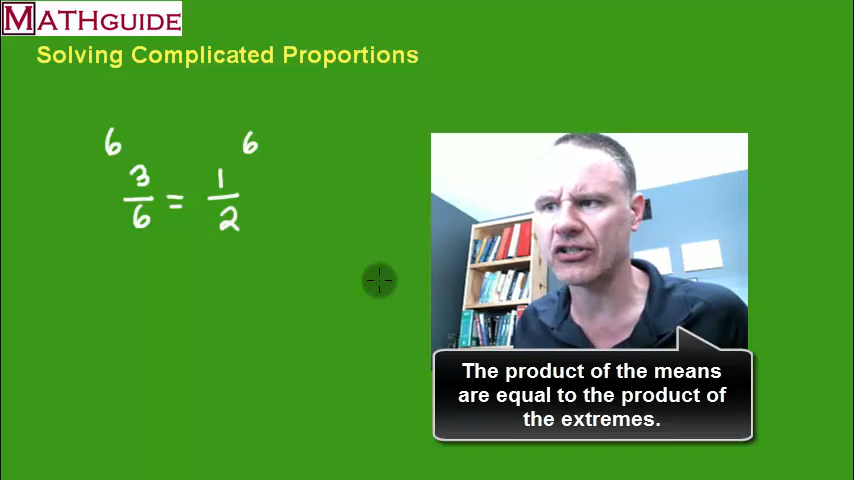 MATHGUIDE
Solving Complicated Proportions
6 6
3/6 = 1/2
The product of the means
are equal to the product of
the extremes.